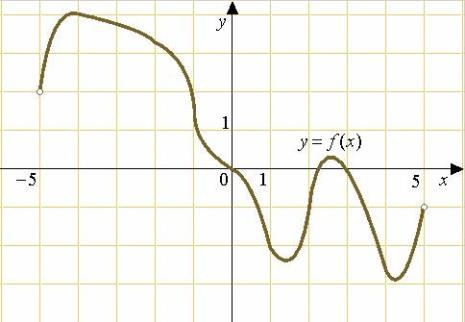 y
1
y = f(x)
−5 0 1 5 x